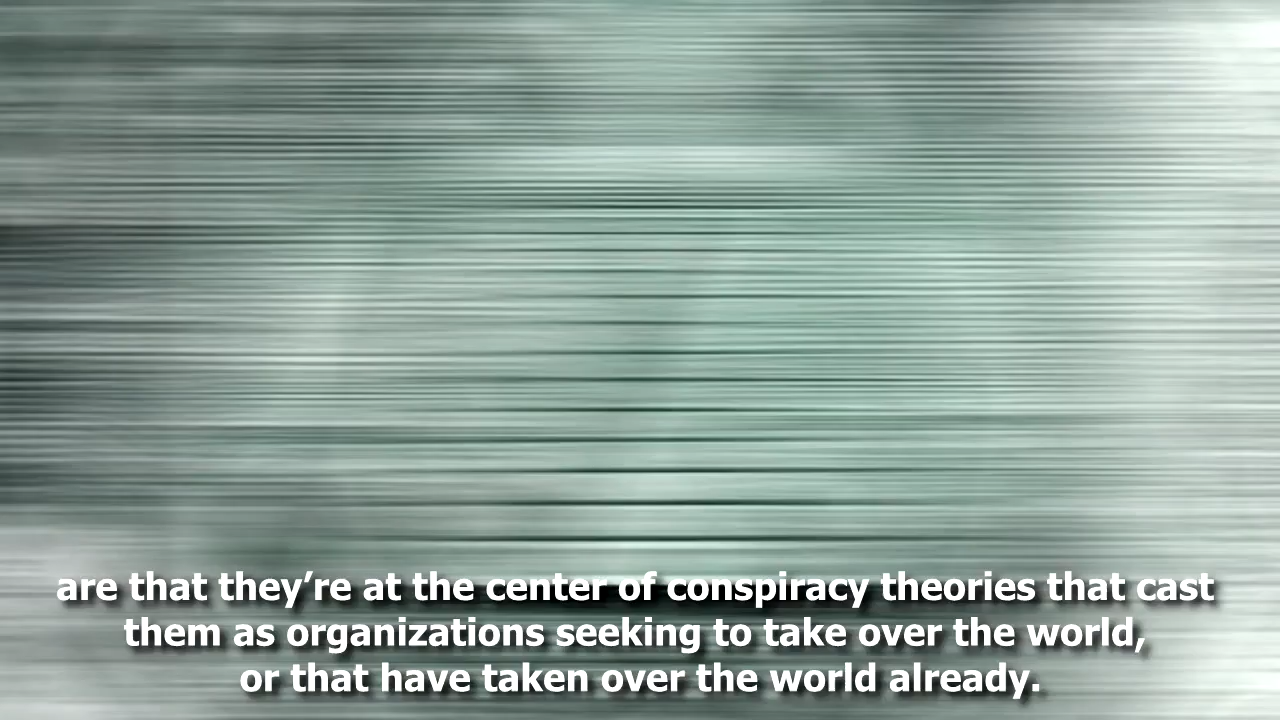 are that they’re at the center of conspiracy theories that cast
them as organizations seeking to take over the world,
or that have taken over the world already.